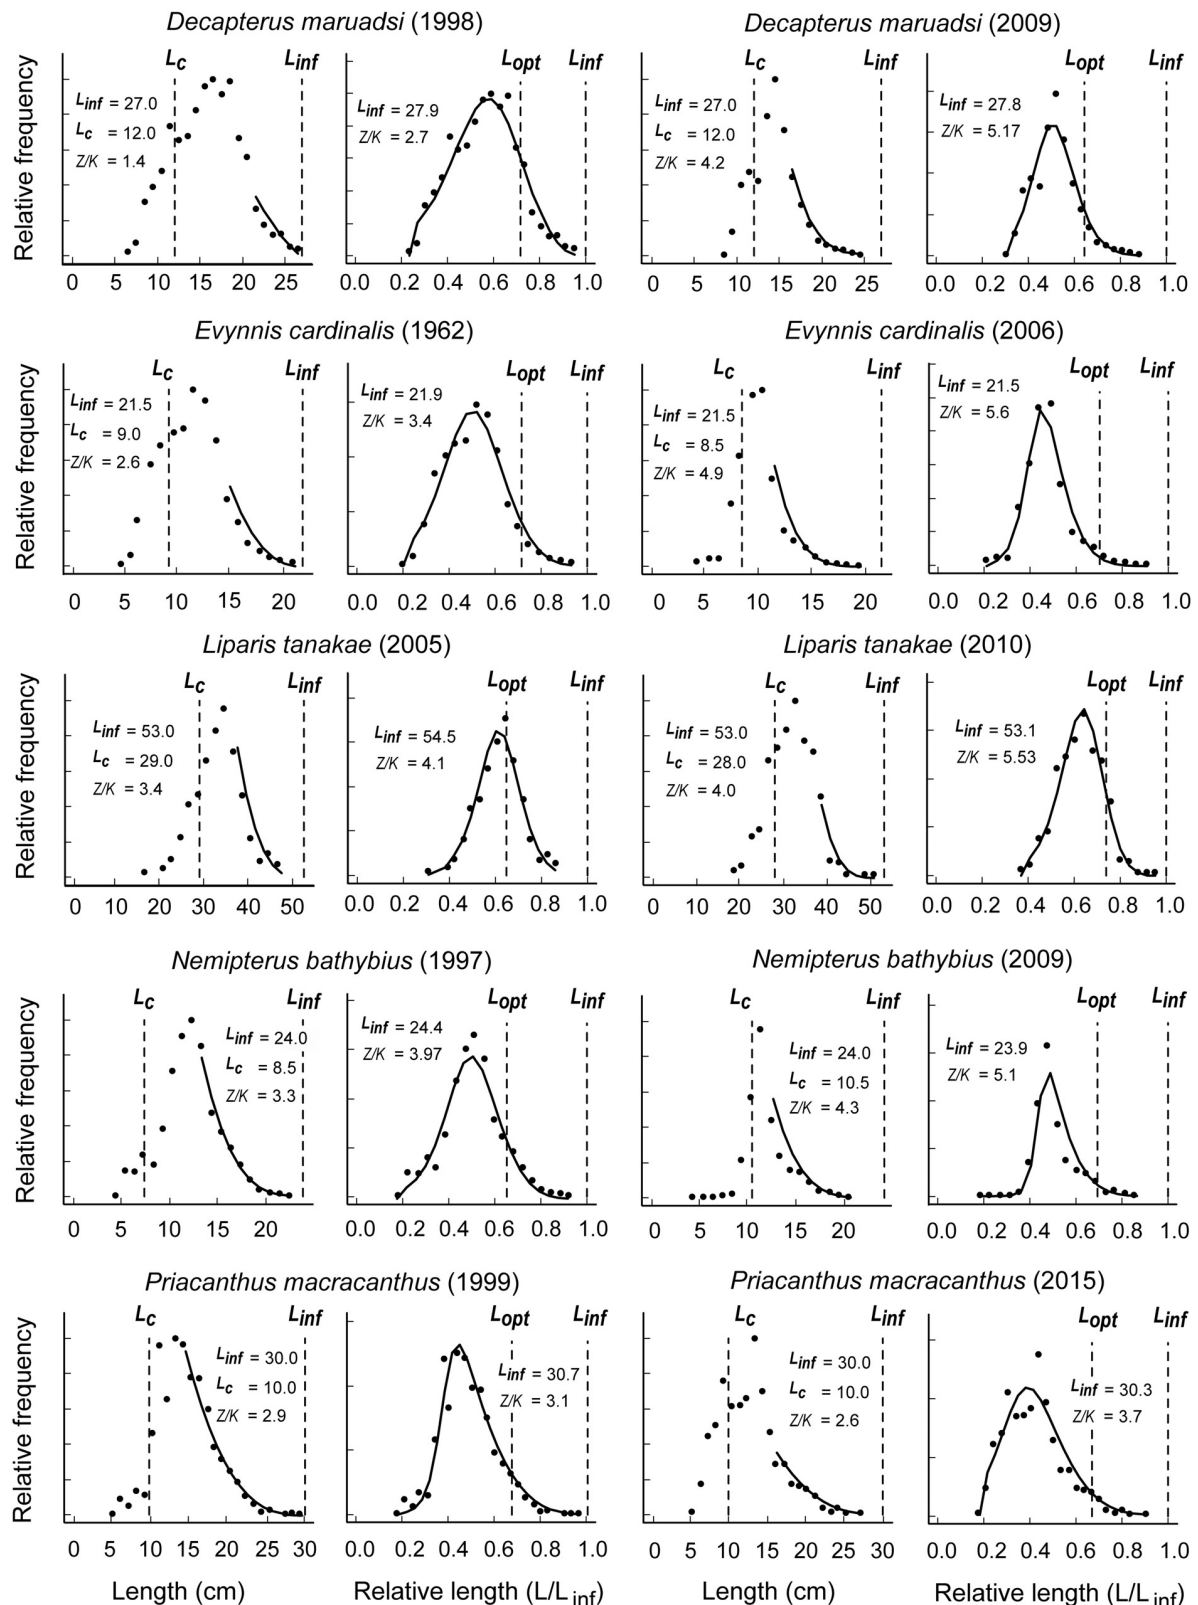 Decapterus maruadsi (1998)
Decapterus maruadsi (2009)
Relative frequency
Lc
Linf
Linf = 27.0
Lc = 12.0
Z/K = 1.4
0 5 10 15 20 25
Lopt
Linf
Linf = 27.9
Z/K = 2.7
0.0 0.2 0.4 0.6 0.8 1.0
Lc
Linf
Linf = 27.0
Lc = 12.0
Z/K = 4.2
0 5 10 15 20 25
Lopt
Linf
Linf = 27.8
Z/K = 5.17
0.0 0.2 0.4 0.6 0.8 1.0
Evynnis cardinalis (1962)
Evynnis cardinalis (2006)
Relative frequency
Lc
Linf
Linf = 21.5
Lc = 9.0
Z/K = 2.6
0 5 10 15 20
Lopt
Linf
Linf = 21.9
Z/K = 3.4
0.0 0.2 0.4 0.6 0.8 1.0
Lc
Linf
Linf = 21.5
Lc = 8.5
Z/K = 4.9
0 5 10 15 20
Lopt
Linf
Linf = 21.5
Z/K = 5.6
0.0 0.2 0.4 0.6 0.8 1.0
Liparis tanakae (2005)
Liparis tanakae (2010)
Relative frequency
Lc
Linf
Linf = 53.0
Lc = 29.0
Z/K = 3.4
0 10 20 30 40 50
Lopt
Linf
Linf = 54.5
Z/K = 4.1
0.0 0.2 0.4 0.6 0.8 1.0
Lc
Linf
Linf = 53.0
Lc = 28.0
Z/K = 4.0
0 10 20 30 40 50
Lopt
Linf
Linf = 53.1
Z/K = 5.53
0.0 0.2 0.4 0.6 0.8 1.0
Nemipterus bathybius (1997)
Nemipterus bathybius (2009)
Relative frequency
Lc
Linf
Linf = 24.0
Lc = 8.5
Z/K = 3.3
0 5 10 15 20
Lopt
Linf
Linf = 24.4
Z/K = 3.97
0.0 0.2 0.4 0.6 0.8 1.0
Lc
Linf
Linf = 24.0
Lc = 10.5
Z/K = 4.3
0 5 10 15 20
Lopt
Linf
Linf = 23.9
Z/K = 5.1
0.0 0.2 0.4 0.6 0.8 1.0
Priacanthus macracanthus (1999)
Priacanthus macracanthus (2015)
Relative frequency
Lc
Linf
Linf = 30.0
Lc = 10.0
Z/K = 2.9
0 5 10 15 20 25 30
Lopt
Linf
Linf = 30.7
Z/K = 3.1
0.0 0.2 0.4 0.6 0.8 1.0
Lc
Linf
Linf = 30.0
Lc = 10.0
Z/K = 2.6
0 5 10 15 20 25 30
Lopt
Linf
Linf = 30.3
Z/K = 3.7
0.0 0.2 0.4 0.6 0.8 1.0
Length (cm)
Relative length (L/Linf)
Length (cm)
Relative length (L/Linf)